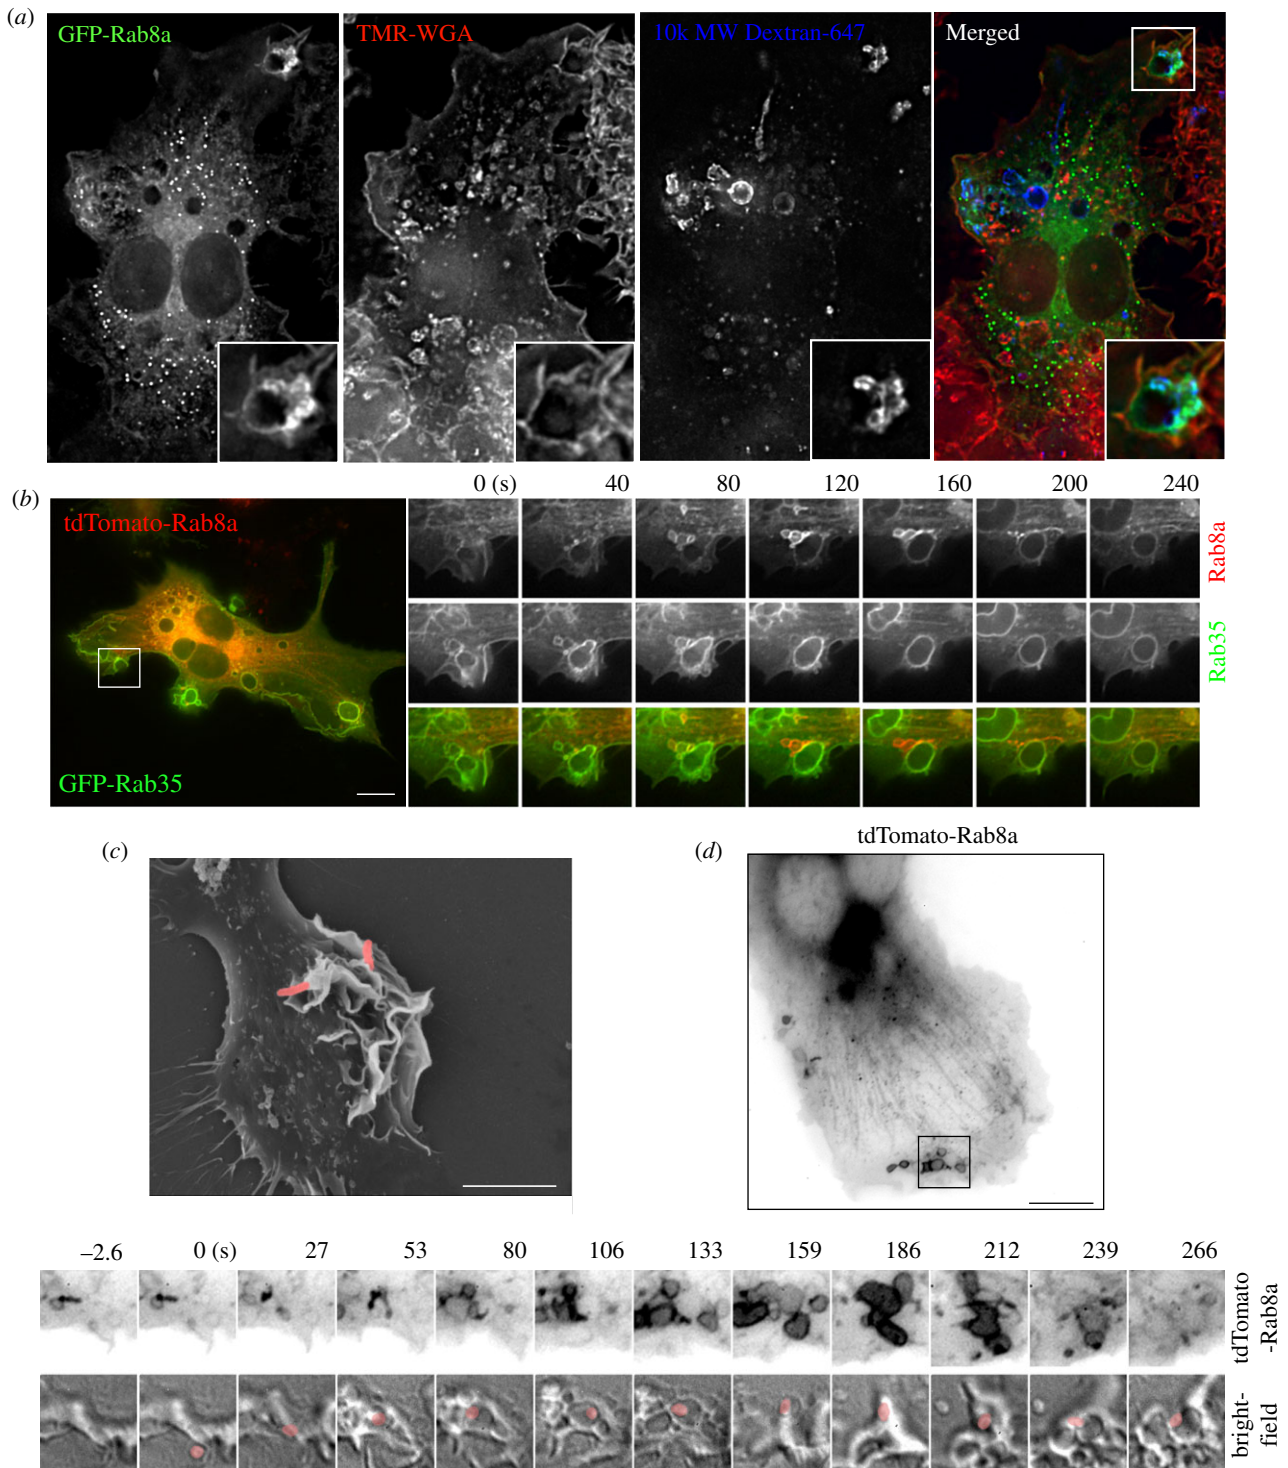 (a)
GFP-Rab8a
TMR-WGA
10k MW Dextran-647
Merged
(b)
0 (s) 40 80 120 160 200 240
tdTomato-Rab8a
GFP-Rab35
Rab8a
Rab35
(c)
(d)
tdTomato-Rab8a
–2.6 0 (s) 27 53 80 106 133 159 186 212 239 266
tdTomato
-Rab8a
bright-
field